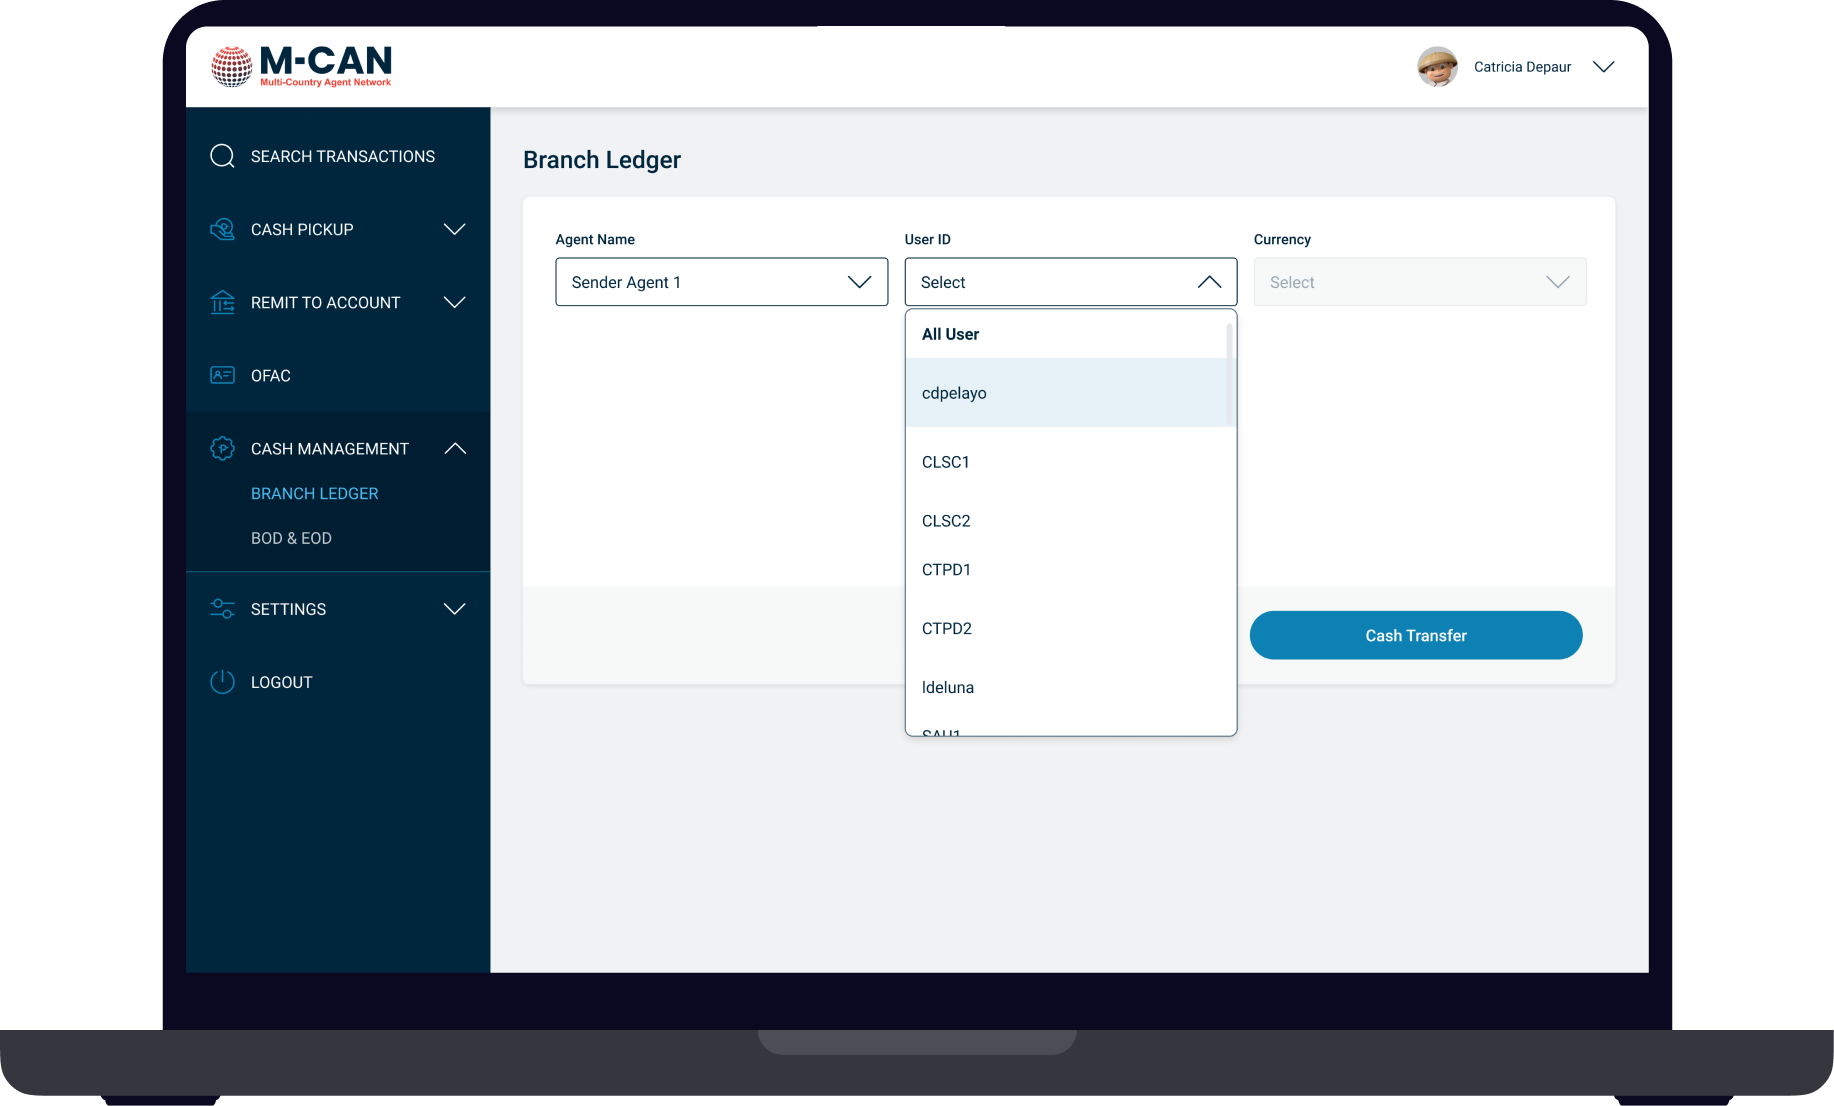 M-CAN
Multi-Country Agent Network
Catricia Depaur
SEARCH TRANSACTIONS
CASH PICKUP
REMIT TO ACCOUNT
OFAC
CASH MANAGEMENT
BRANCH LEDGER
BOD & EOD
SETTINGS
LOGOUT
Branch Ledger
Agent Name
Sender Agent 1
User ID
Select
All User
cdpelayo
CLSC1
CLSC2
CTPD1
CTPD2
ldeluna
SAU1
Currency
Select
Cash Transfer